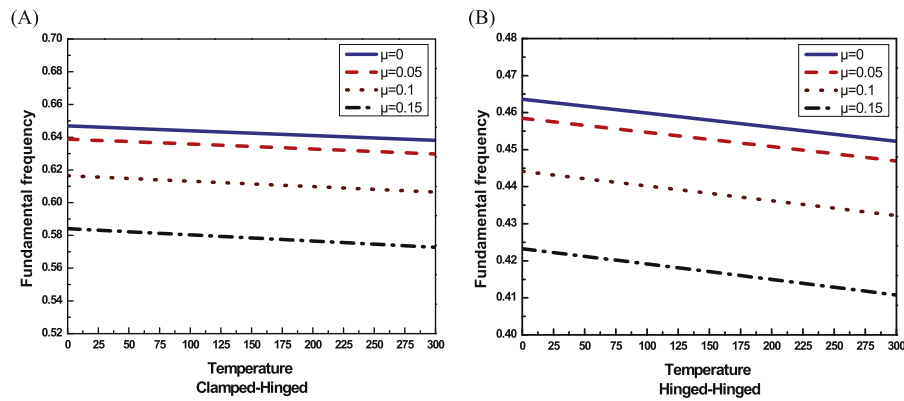 (A)
0.70
0.68
0.66
0.64
0.62
0.60
0.58
0.56
0.54
0.52
Fundamental frequency
μ=0
μ=0.05
μ=0.1
μ=0.15
0 25 50 75 100 125 150 175 200 225 250 275 300
Temperature
Clamped-Hinged
(B)
0.48
0.47
0.46
0.45
0.44
0.43
0.42
0.41
0.40
Fundamental frequency
μ=0
μ=0.05
μ=0.1
μ=0.15
0 25 50 75 100 125 150 175 200 225 250 275 300
Temperature
Hinged-Hinged